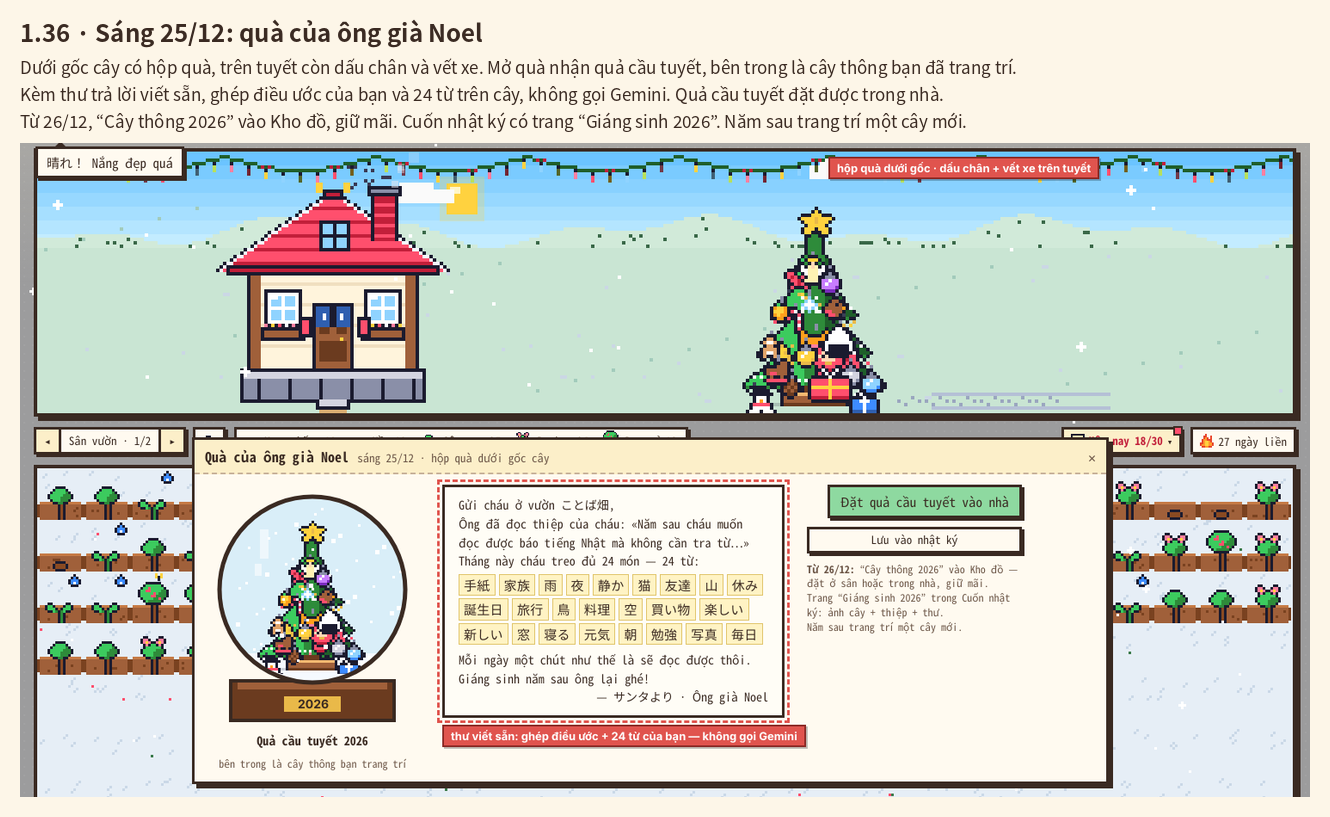 1.36 · Sáng 25/12: quà của ông già Noel
Dưới gốc cây có hộp quà, trên tuyết còn dấu chân và vết xe. Mở quà nhận quả cầu tuyết, bên trong là cây thông bạn đã trang trí.
Kèm thư trả lời viết sẵn, ghép điều ước của bạn và 24 từ trên cây, không gọi Gemini. Quả cầu tuyết đặt được trong nhà.
Từ 26/12, “Cây thông 2026” vào Kho đồ, giữ mãi. Cuốn nhật ký có trang “Giáng sinh 2026”. Năm sau trang trí một cây mới.
晴れ！ Nắng đẹp quá
hộp quà dưới gốc · dấu chân + vết xe trên tuyết
◂ Sân vườn · 1/2 ▸
nay 18/30 ▾
27 ngày liền
Quà của ông già Noel sáng 25/12 · hộp quà dưới gốc cây ×
Gửi cháu ở vườn ことば畑,
Ông đã đọc thiệp của cháu: «Năm sau cháu muốn
đọc được báo tiếng Nhật mà không cần tra từ...»
Tháng này cháu treo đủ 24 món — 24 từ:
手紙 家族 雨 夜 静か 猫 友達 山 休み
誕生日 旅行 鳥 料理 空 買い物 楽しい
新しい 窓 寝る 元気 朝 勉強 写真 毎日
Mỗi ngày một chút như thế là sẽ đọc được thôi.
Giáng sinh năm sau ông lại ghé!
— サンタより · Ông già Noel
thư viết sẵn: ghép điều ước + 24 từ của bạn — không gọi Gemini
2026
Quả cầu tuyết 2026
bên trong là cây thông bạn trang trí
Đặt quả cầu tuyết vào nhà
Lưu vào nhật ký
Từ 26/12: “Cây thông 2026” vào Kho đồ —
đặt ở sân hoặc trong nhà, giữ mãi.
Trang “Giáng sinh 2026” trong Cuốn nhật
ký: ảnh cây + thiệp + thư.
Năm sau trang trí một cây mới.